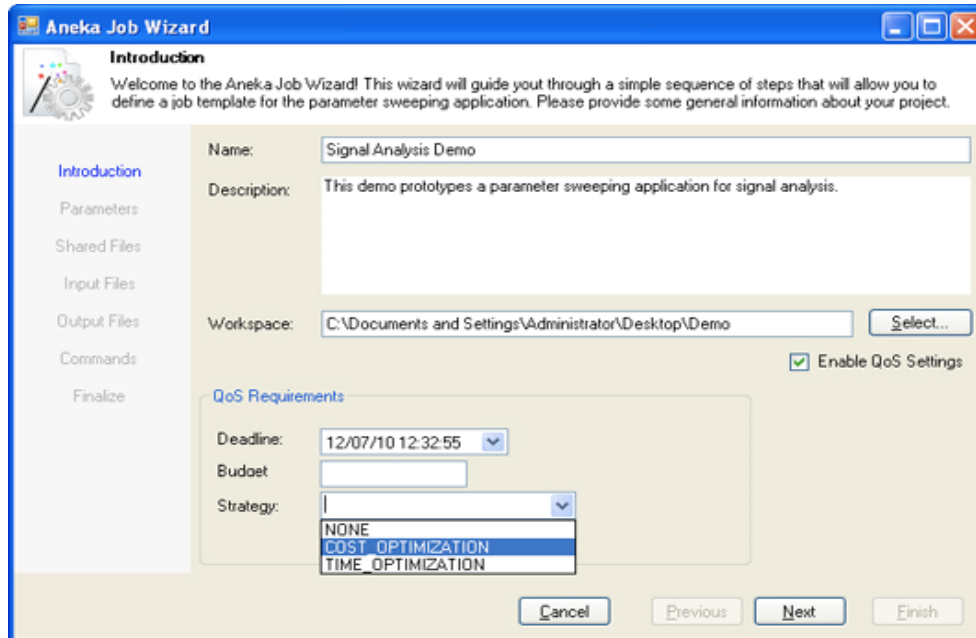 Aneka Job Wizard
Introduction
Welcome to the Aneka Job Wizard! This wizard will guide yout through a simple sequence of steps that will allow you to
define a job template for the parameter sweeping application. Please provide some general information about your project.
Introduction
Parameters
Shared Files
Input Files
Output Files
Commands
Finalize
Name: Signal Analysis Demo
Description: This demo prototypes a parameter sweeping application for signal analysis.
Workspace: C:\Documents and Settings\Administrator\Desktop\Demo Select...
Enable QoS Settings
QoS Requirements
Deadline: 12/07/10 12:32:55
Budget
Strategy:
NONE
COST_OPTIMIZATION
TIME_OPTIMIZATION
Cancel Previous Next Finish